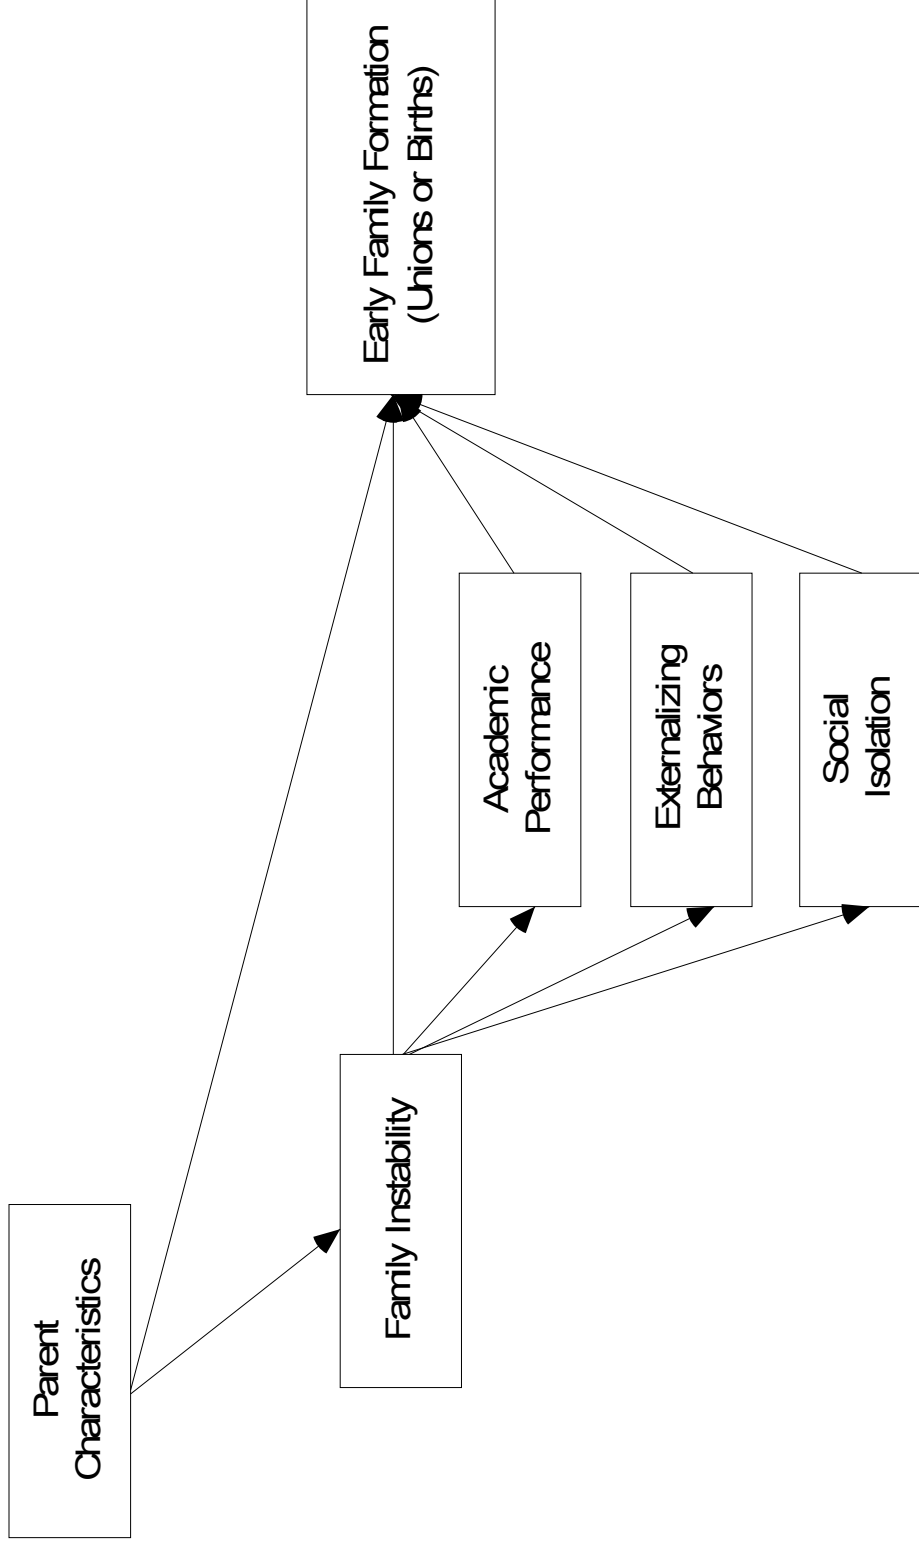 Parent
Characteristics
Family Instability
Academic
Performance
Externalizing
Behaviors
Social
Isolation
Early Family Formation
(Unions or Births)